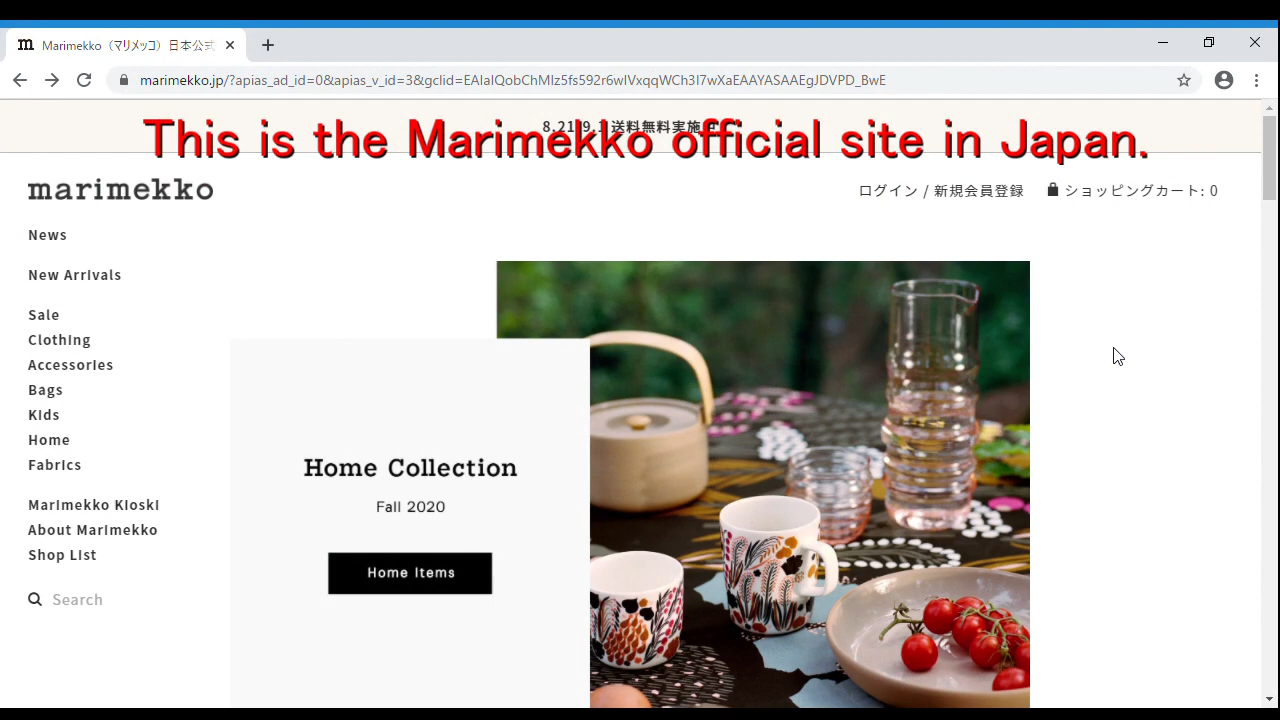 Marimekko（マリメッコ）日本公式
marimekko.jp/?apias_ad_id=0&apias_v_id=3&gclid=EAIaIQobChMIz5fs592r6wIVxqqWCh3I7wXaEAAYASAAEgJDVPD_BwE
8.21 9.1 送料無料実施
This is the Marimekko official site in Japan.
marimekko
ログイン / 新規会員登録 ショッピングカート: 0
News
New Arrivals
Sale
Clothing
Accessories
Bags
Kids
Home
Fabrics
Marimekko Kioski
About Marimekko
Shop List
Search
Home Collection
Fall 2020
Home Items